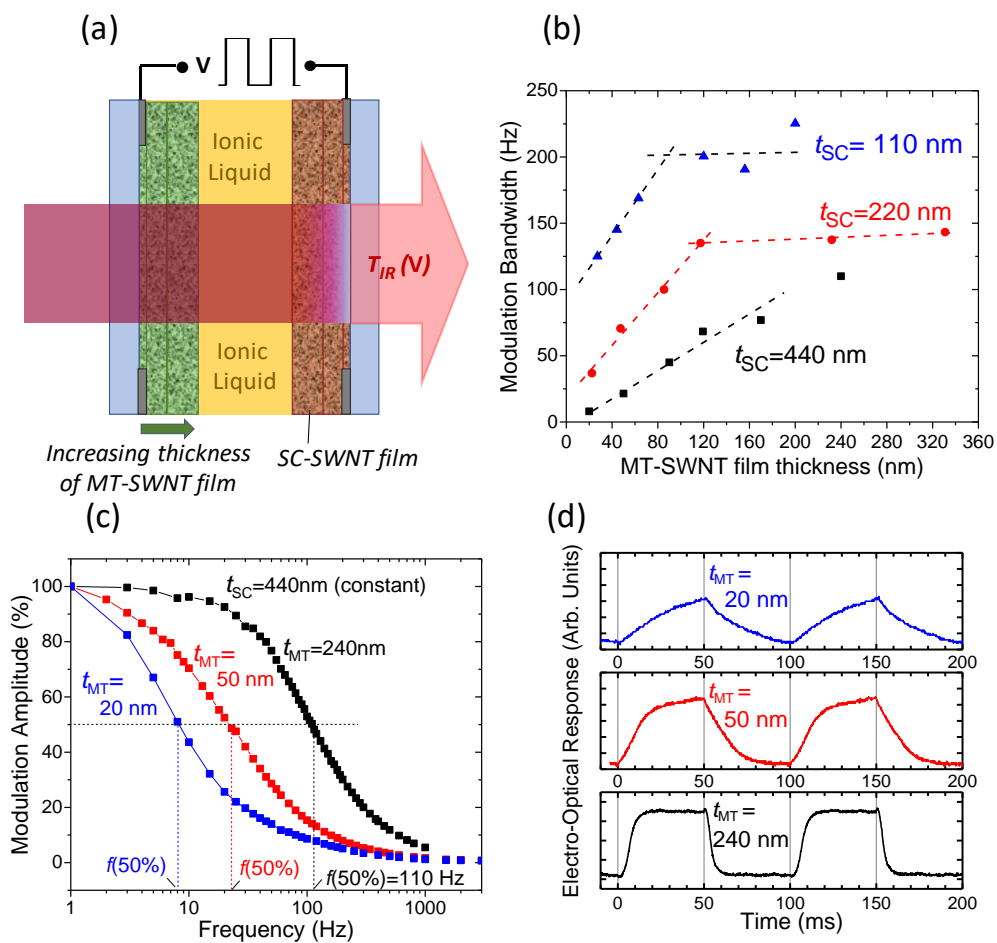 (a)
V
Ionic
Liquid
T_IR (V)
Ionic
Liquid
Increasing thickness
of MT-SWNT film
SC-SWNT film
(b)
Modulation Bandwidth (Hz)
250
200
150
100
50
0
t_SC= 110 nm
t_SC=220 nm
t_SC=440 nm
0 40 80 120 160 200 240 280 320 360
MT-SWNT film thickness (nm)
(c)
Modulation Amplitude (%)
100
80
60
40
20
0
t_SC=440nm (constant)
t_MT=240nm
t_MT=
50 nm
t_MT=
20 nm
f(50%)
f(50%)
f(50%)=110 Hz
1 10 100 1000
Frequency (Hz)
(d)
Electro-Optical Response (Arb. Units)
t_MT=
20 nm
0 50 100 150 200
t_MT=
50 nm
0 50 100 150 200
t_MT=
240 nm
0 50 100 150 200
Time (ms)